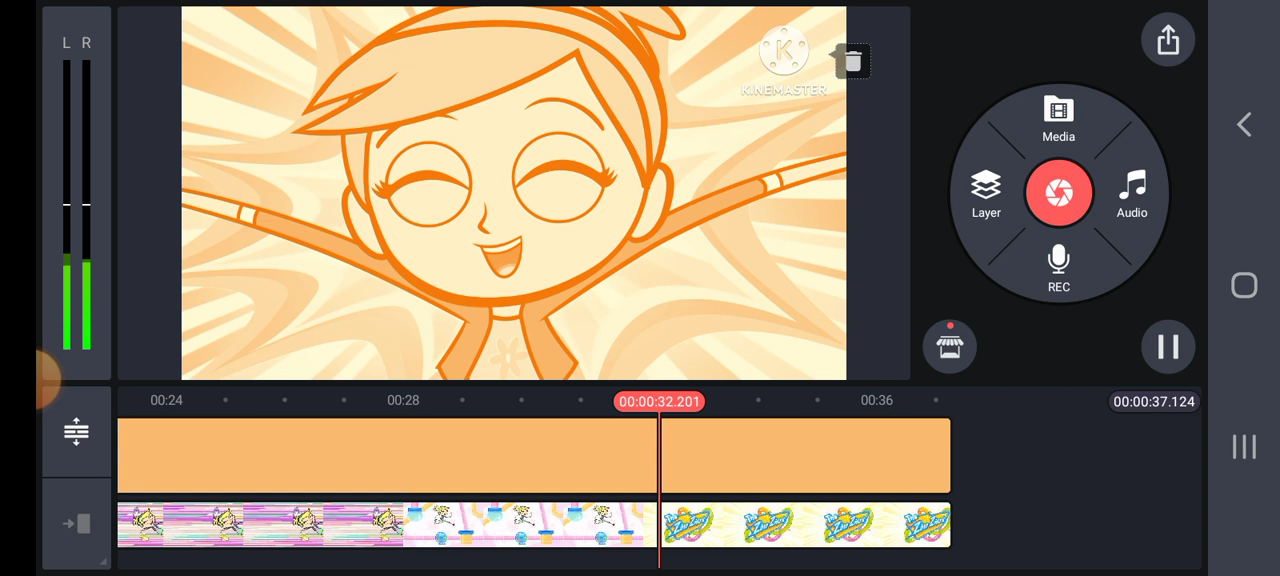 L R
K
KINEMASTER
Media
Layer
Audio
REC
00:24
00:28
00:00:32.201
00:36
00:00:37.124